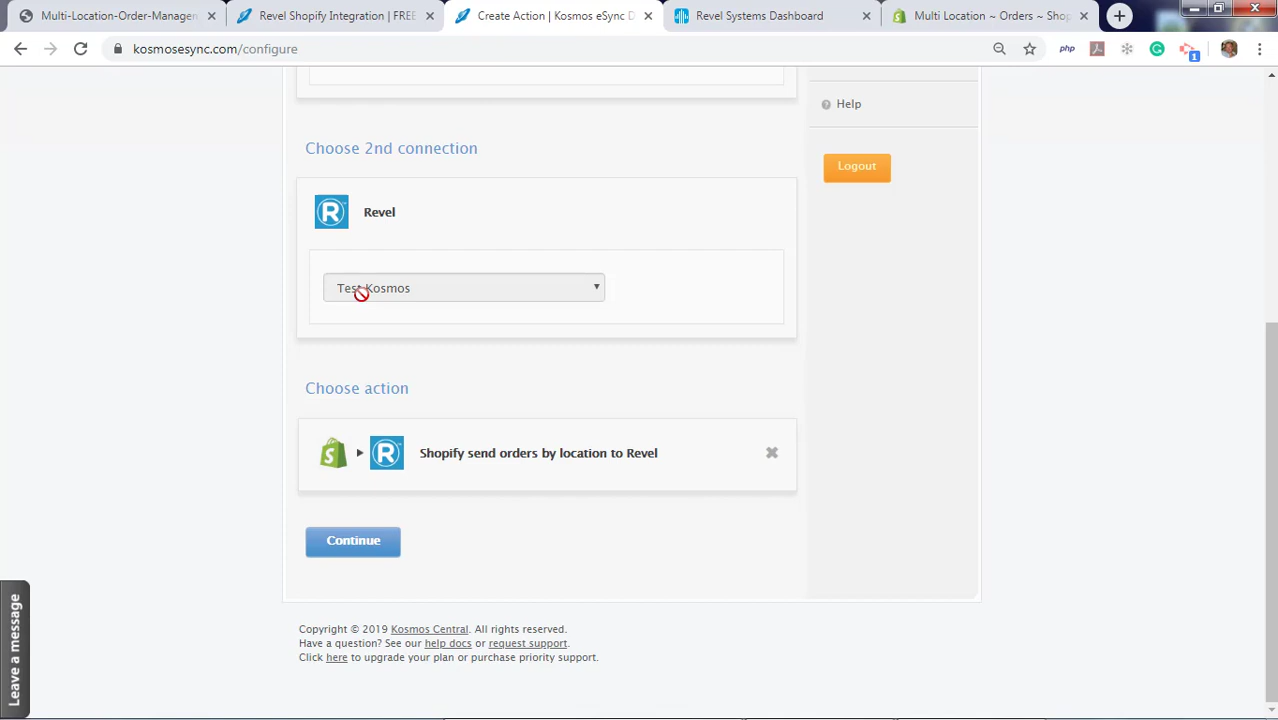 Multi-Location-Order-Managem
Revel Shopify Integration | FREE
Create Action | Kosmos eSync D
Revel Systems Dashboard
Multi Location ~ Orders ~ Shop
kosmosesync.com/configure
php
1
Help
Choose 2nd connection
Logout
R
Revel
Test Kosmos
Choose action
S
R
Shopify send orders by location to Revel
Continue
Leave a message
Copyright © 2019 Kosmos Central. All rights reserved.
Have a question? See our help docs or request support.
Click here to upgrade your plan or purchase priority support.